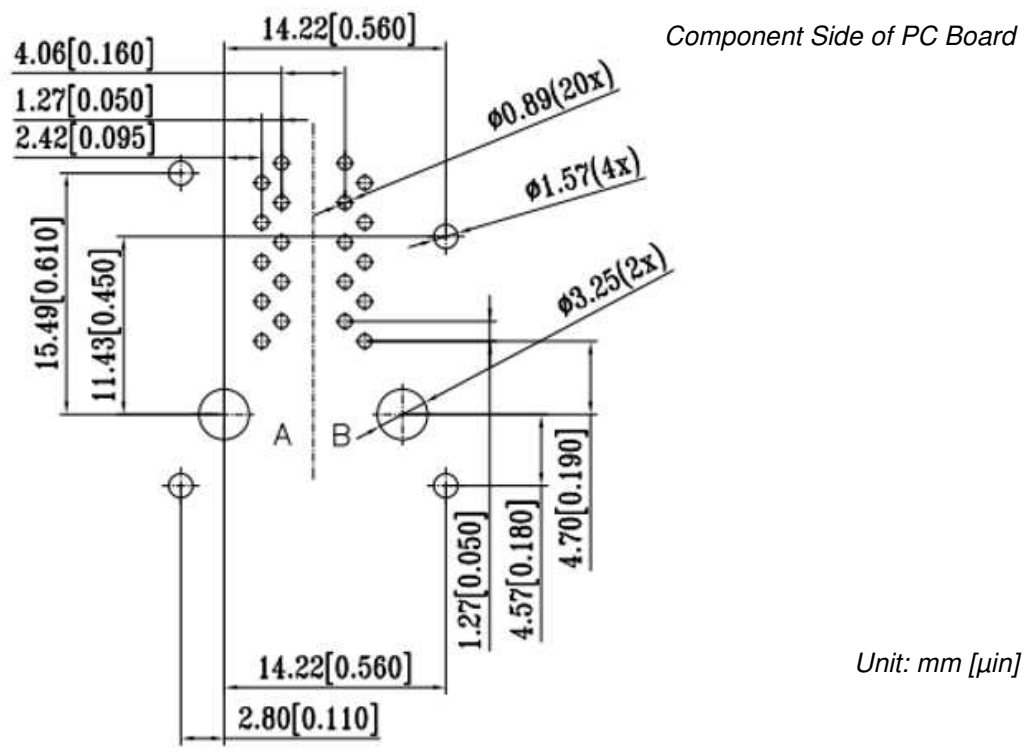 14.22[0.560]
Component Side of PC Board
4.06[0.160]
1.27[0.050]
2.42[0.095]
ø0.89(20x)
ø1.57(4x)
ø3.25(2x)
15.49[0.610]
11.43[0.450]
A B
1.27[0.050]
4.57[0.180]
4.70[0.190]
14.22[0.560]
2.80[0.110]
Unit: mm [µin]